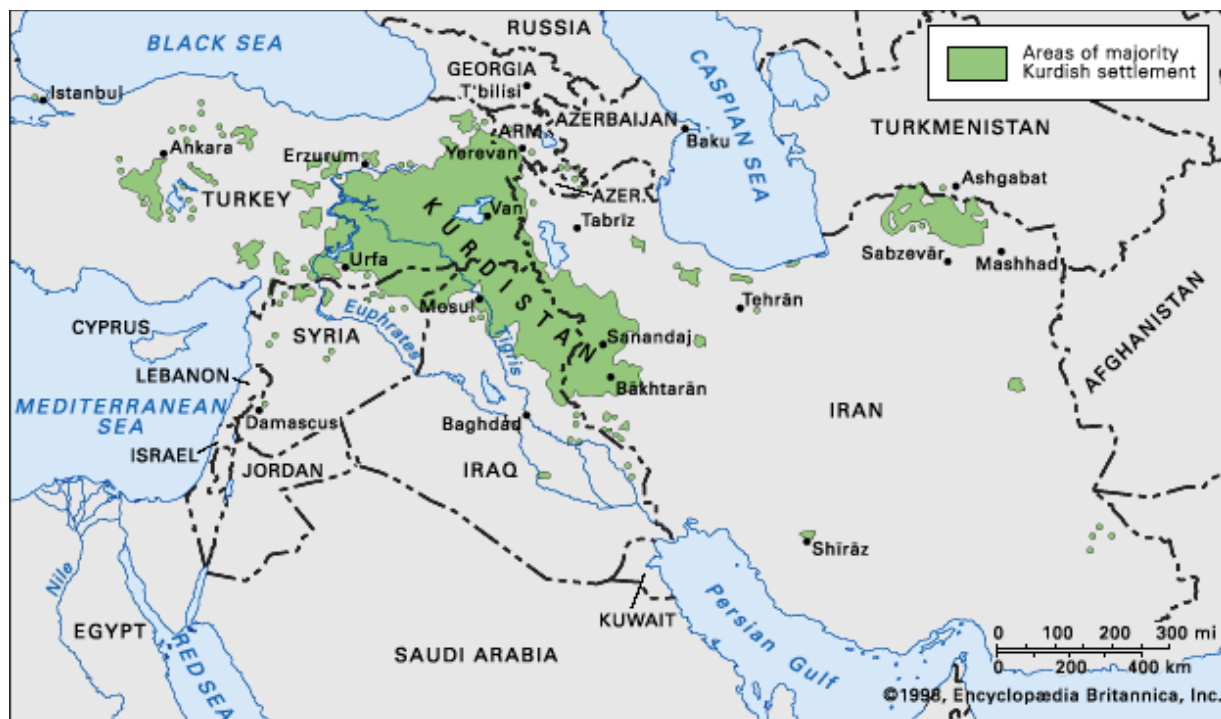 RUSSIA
BLACK SEA
GEORGIA
T'bilisi
CASPIAN SEA
Areas of majority
Kurdish settlement
Istanbul
AZERBAIJAN
ARM.
Baku
TURKMENISTAN
Ankara
Erzurum
Yerevan
AZER.
Ashgabat
TURKEY
Van
Tabrīz
KURDISTAN
Urfa
Sabzevār
Mashhad
Mosul
Tehrān
CYPRUS
SYRIA
Euphrates
Tigris
Sanandaj
AFGHANISTAN
LEBANON
Bākhtarān
MEDITERRANEAN
SEA
Damascus
Baghdād
IRAN
ISRAEL
JORDAN
IRAQ
Shīrāz
Nile
KUWAIT
Persian Gulf
EGYPT
RED SEA
SAUDI ARABIA
0 100 200 300 mi
0 200 400 km
©1998, Encyclopædia Britannica, Inc.